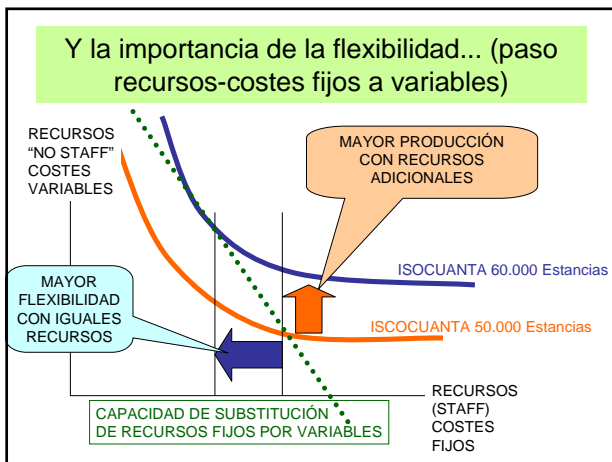 Y la importancia de la flexibilidad... (paso
recursos-costes fijos a variables)
RECURSOS
“NO STAFF”
COSTES
VARIABLES
MAYOR PRODUCCIÓN
CON RECURSOS
ADICIONALES
ISOCUANTA 60.000 Estancias
MAYOR
FLEXIBILIDAD
CON IGUALES
RECURSOS
ISCOCUANTA 50.000 Estancias
CAPACIDAD DE SUBSTITUCIÓN
DE RECURSOS FIJOS POR VARIABLES
RECURSOS
(STAFF)
COSTES
FIJOS